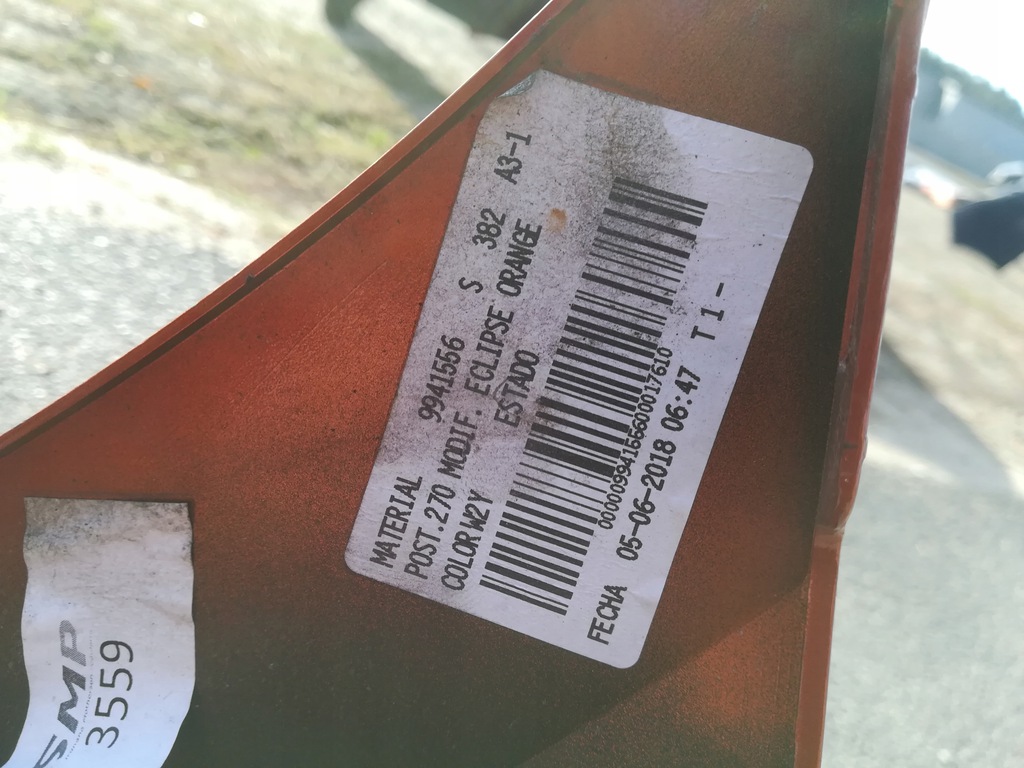 MATERIAL 9941556 S 382 A3-1
POST.270 MODIF. ECLIPSE ORANGE
COLOR W2Y ESTADO
00000994155600017610
FECHA 05-06-2018 06:47 T 1 -
SMP
3559